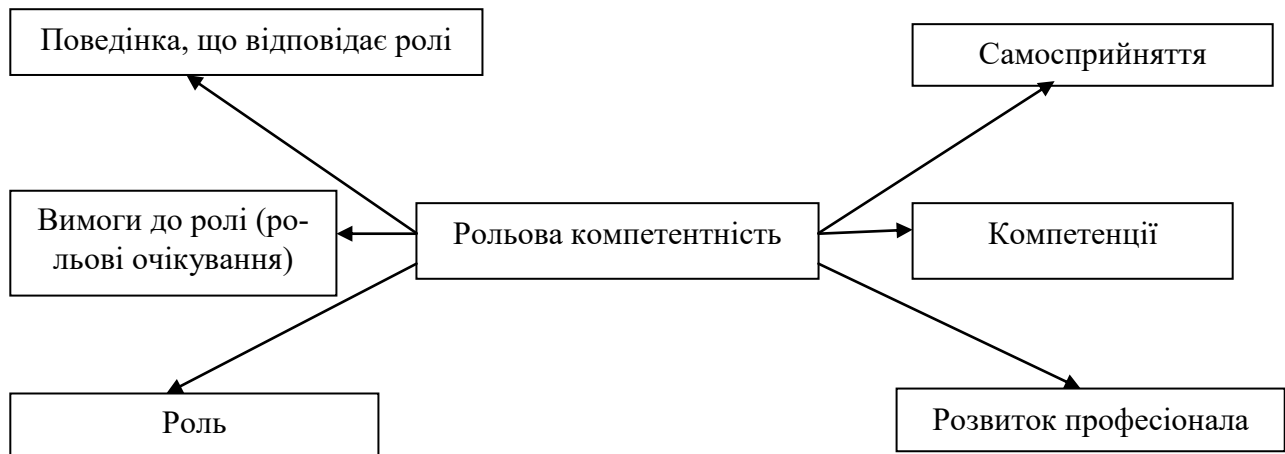 Поведінка, що відповідає ролі
Самосприйняття
Вимоги до ролі (ро-
льові очікування)
Рольова компетентність
Компетенції
Роль
Розвиток професіонала